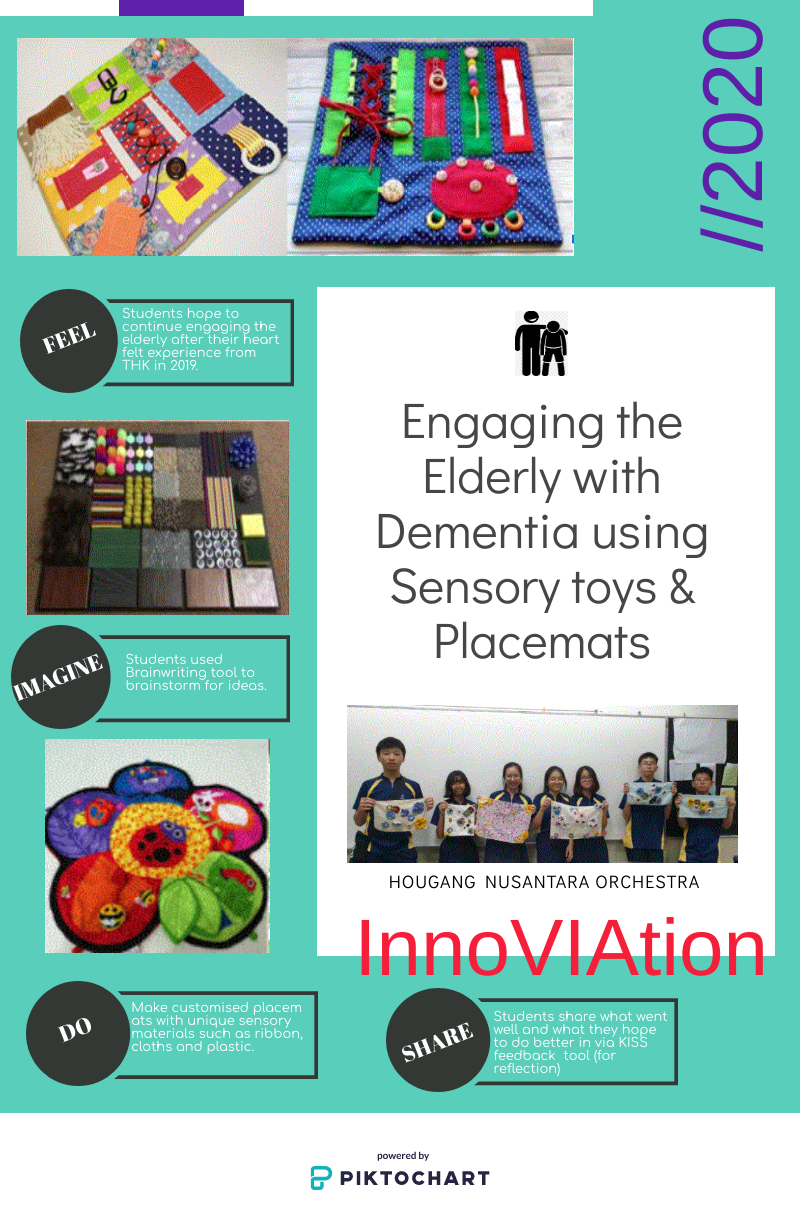 //2020
FEEL
Students hope to
continue engaging the
elderly after their heart
felt experience from
THK in 2019.
Engaging the
Elderly with
Dementia using
Sensory toys &
Placemats
IMAGINE
Students used
Brainwriting tool to
brainstorm for ideas.
HOUGANG NUSANTARA ORCHESTRA
InnoVIAtion
DO
Make customised placem
ats with unique sensory
materials such as ribbon,
cloths and plastic.
SHARE
Students share what went
well and what they hope
to do better in via KISS
feedback tool (for
reflection)
powered by
PIKTOCHART